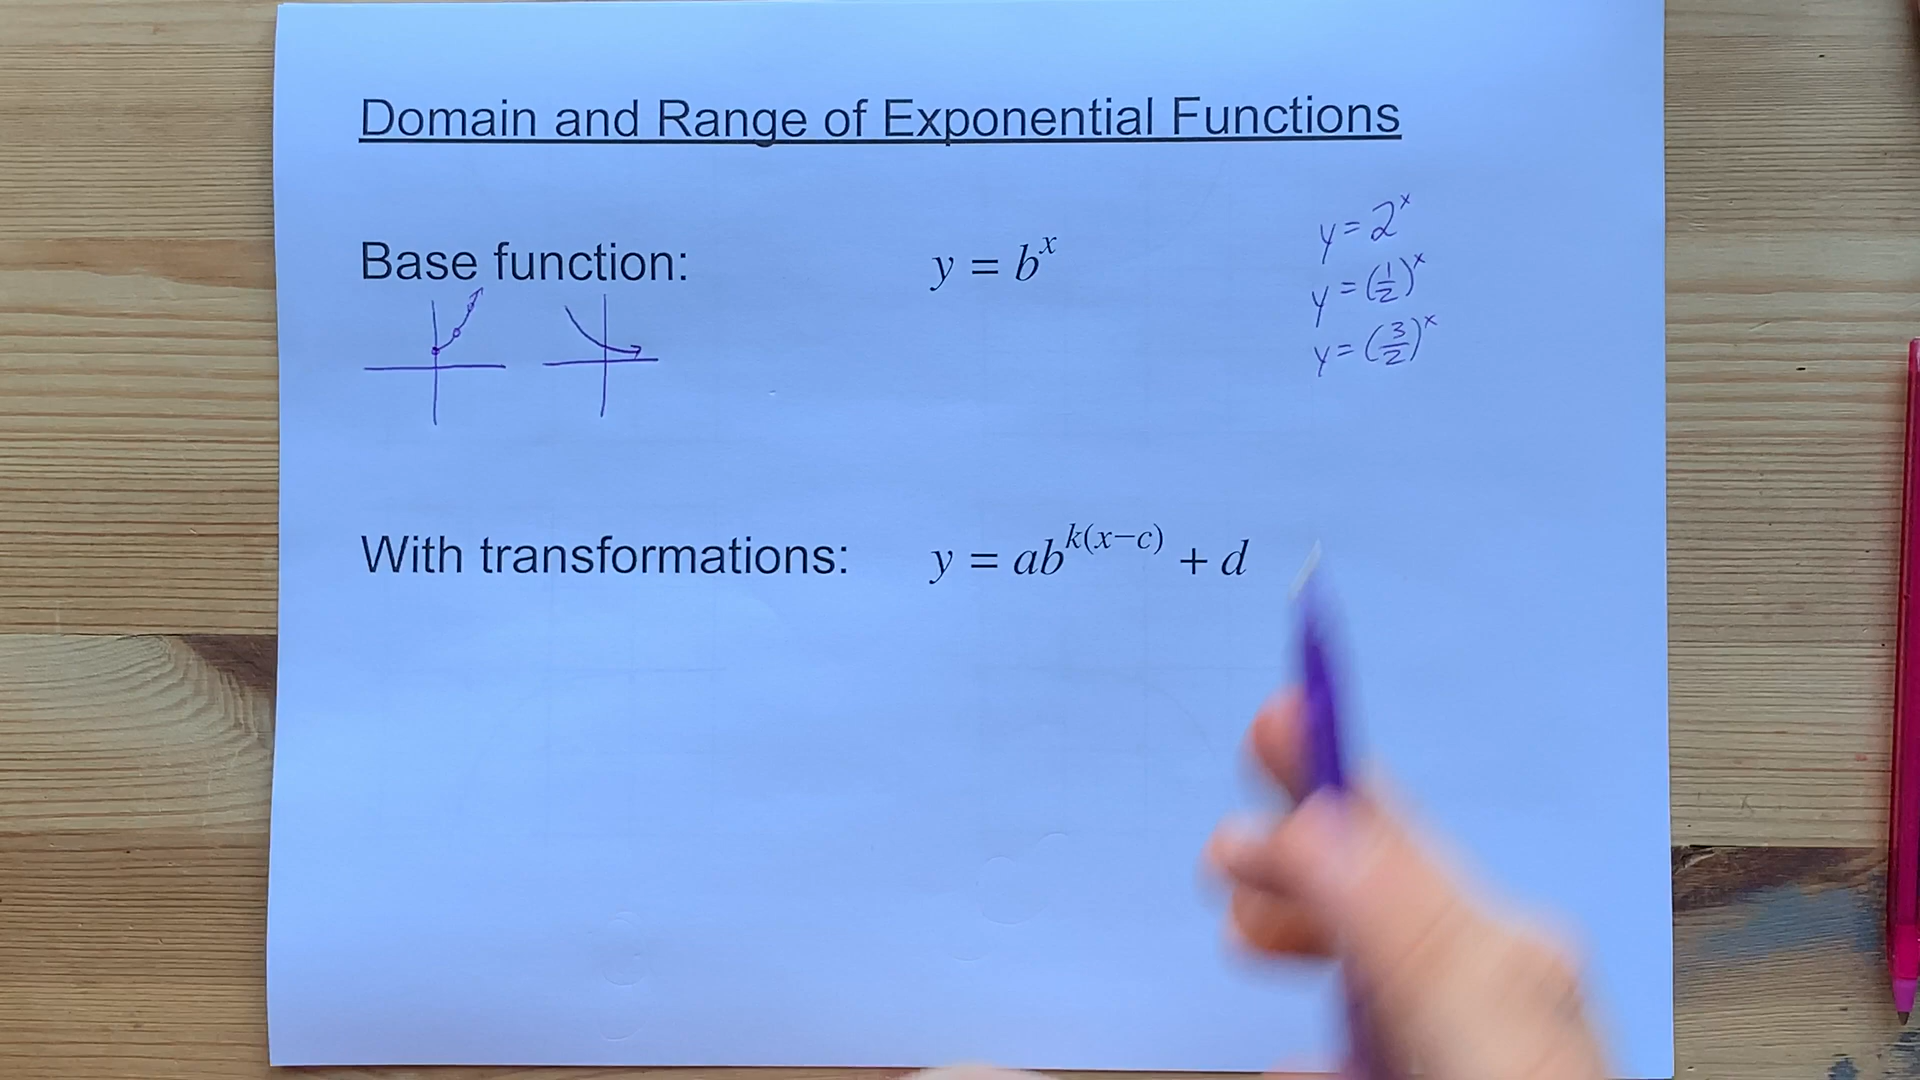 Domain and Range of Exponential Functions
Base function: y = b^x
y = 2^x
y = (1/2)^x
y = (3/2)^x
With transformations: y = ab^{k(x−c)} + d